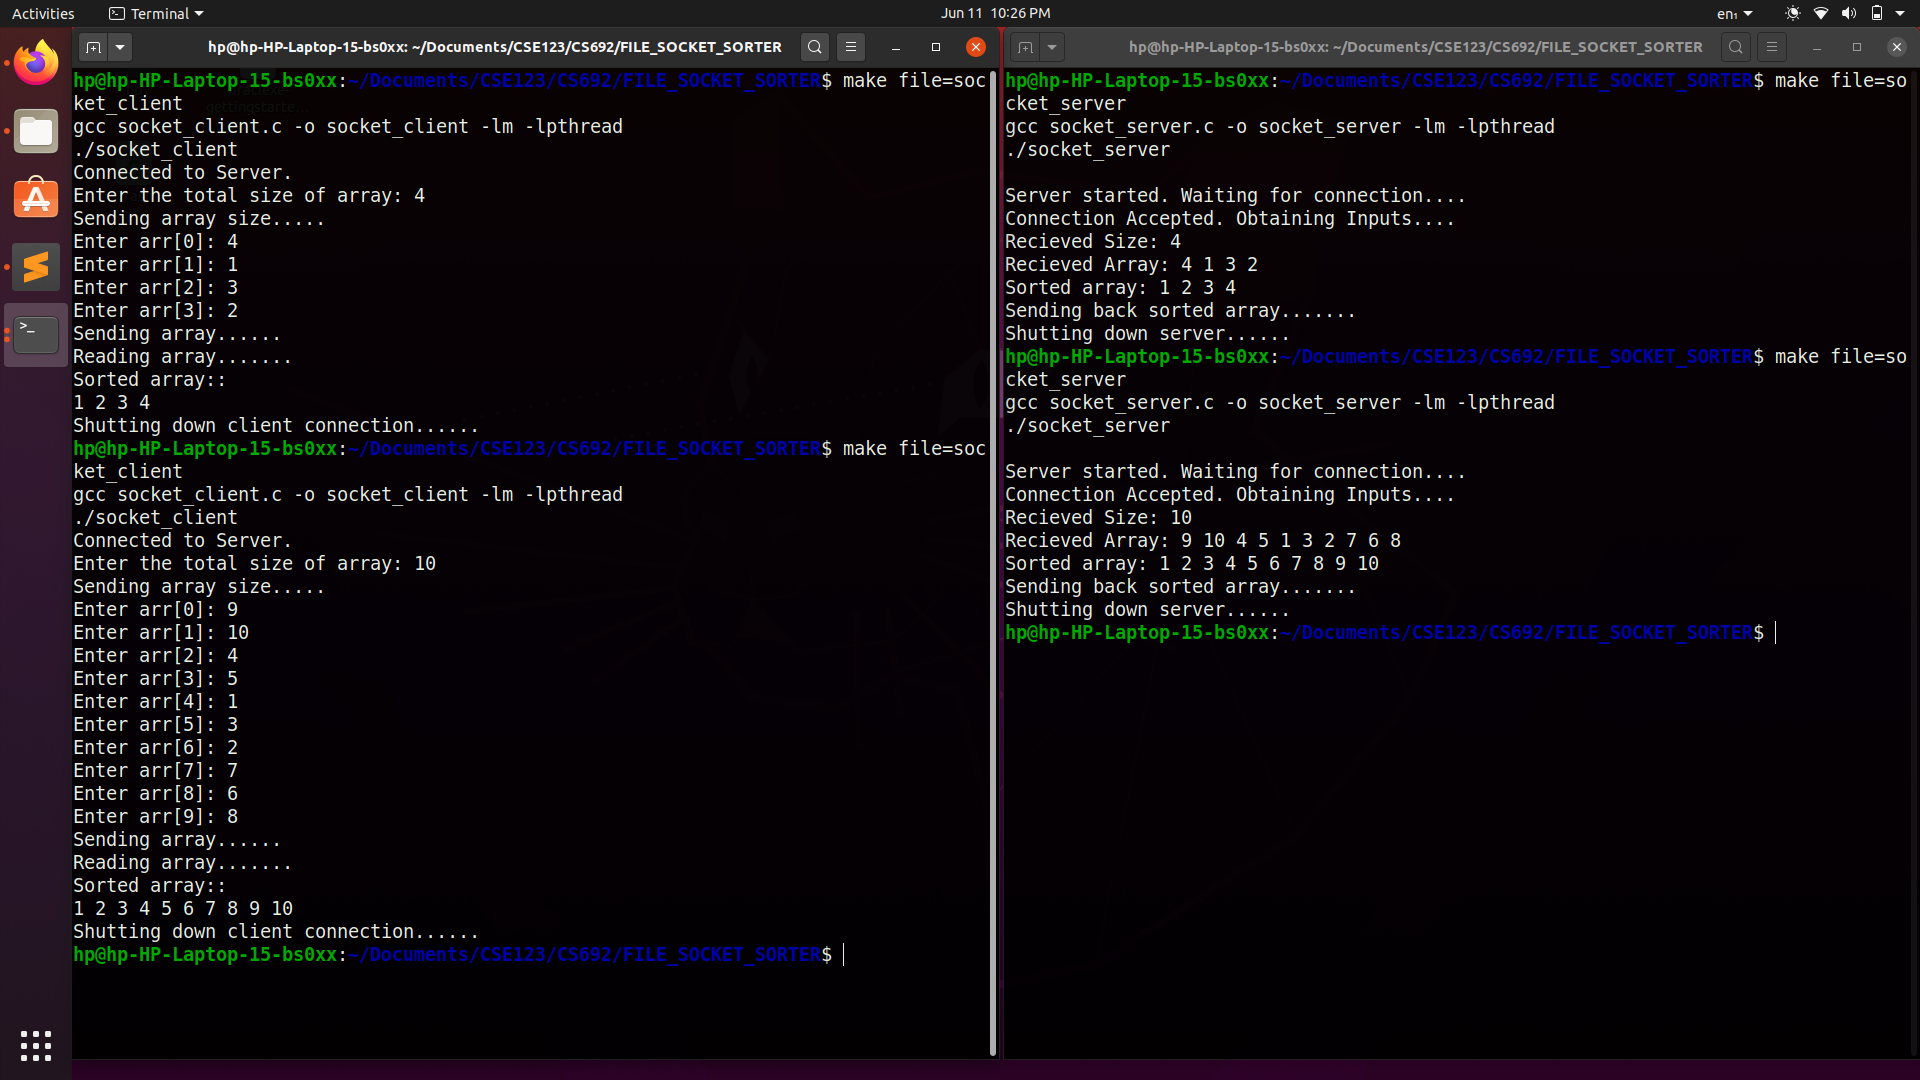 Activities
Terminal
Jun 11 10:26 PM
en₁
hp@hp-HP-Laptop-15-bs0xx: ~/Documents/CSE123/CS692/FILE_SOCKET_SORTER
hp@hp-HP-Laptop-15-bs0xx:~/Documents/CSE123/CS692/FILE_SOCKET_SORTER$ make file=soc
ket_client
gcc socket_client.c -o socket_client -lm -lpthread
./socket_client
Connected to Server.
Enter the total size of array: 4
Sending array size.....
Enter arr[0]: 4
Enter arr[1]: 1
Enter arr[2]: 3
Enter arr[3]: 2
Sending array......
Reading array.......
Sorted array::
1 2 3 4
Shutting down client connection......
hp@hp-HP-Laptop-15-bs0xx:~/Documents/CSE123/CS692/FILE_SOCKET_SORTER$ make file=soc
ket_client
gcc socket_client.c -o socket_client -lm -lpthread
./socket_client
Connected to Server.
Enter the total size of array: 10
Sending array size.....
Enter arr[0]: 9
Enter arr[1]: 10
Enter arr[2]: 4
Enter arr[3]: 5
Enter arr[4]: 1
Enter arr[5]: 3
Enter arr[6]: 2
Enter arr[7]: 7
Enter arr[8]: 6
Enter arr[9]: 8
Sending array......
Reading array.......
Sorted array::
1 2 3 4 5 6 7 8 9 10
Shutting down client connection......
hp@hp-HP-Laptop-15-bs0xx:~/Documents/CSE123/CS692/FILE_SOCKET_SORTER$
hp@hp-HP-Laptop-15-bs0xx: ~/Documents/CSE123/CS692/FILE_SOCKET_SORTER
hp@hp-HP-Laptop-15-bs0xx:~/Documents/CSE123/CS692/FILE_SOCKET_SORTER$ make file=so
cket_server
gcc socket_server.c -o socket_server -lm -lpthread
./socket_server
Server started. Waiting for connection....
Connection Accepted. Obtaining Inputs....
Recieved Size: 4
Recieved Array: 4 1 3 2
Sorted array: 1 2 3 4
Sending back sorted array.......
Shutting down server......
hp@hp-HP-Laptop-15-bs0xx:~/Documents/CSE123/CS692/FILE_SOCKET_SORTER$ make file=so
cket_server
gcc socket_server.c -o socket_server -lm -lpthread
./socket_server
Server started. Waiting for connection....
Connection Accepted. Obtaining Inputs....
Recieved Size: 10
Recieved Array: 9 10 4 5 1 3 2 7 6 8
Sorted array: 1 2 3 4 5 6 7 8 9 10
Sending back sorted array.......
Shutting down server......
hp@hp-HP-Laptop-15-bs0xx:~/Documents/CSE123/CS692/FILE_SOCKET_SORTER$